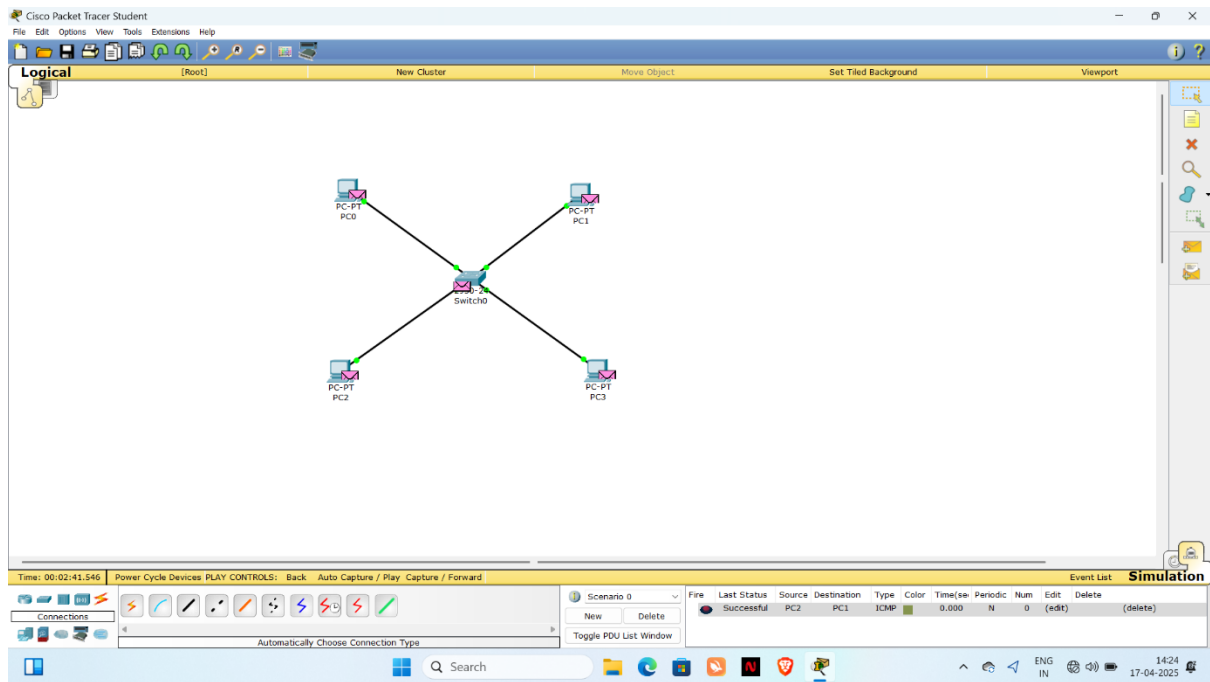 Cisco Packet Tracer Student
File Edit Options View Tools Extensions Help
Logical [Root] New Cluster Move Object Set Tiled Background Viewport
PC-PT
PC0
PC-PT
PC1
Switch0
PC-PT
PC2
PC-PT
PC3
Time: 00:02:41.546 Power Cycle Devices PLAY CONTROLS: Back Auto Capture / Play Capture / Forward Event List Simulation
Connections
Automatically Choose Connection Type
Scenario 0
New Delete
Toggle PDU List Window
Fire Last Status Source Destination Type Color Time(se Periodic Num Edit Delete
Successful PC2 PC1 ICMP 0.000 N 0 (edit) (delete)
Search
ENG
IN
14:24
17-04-2025